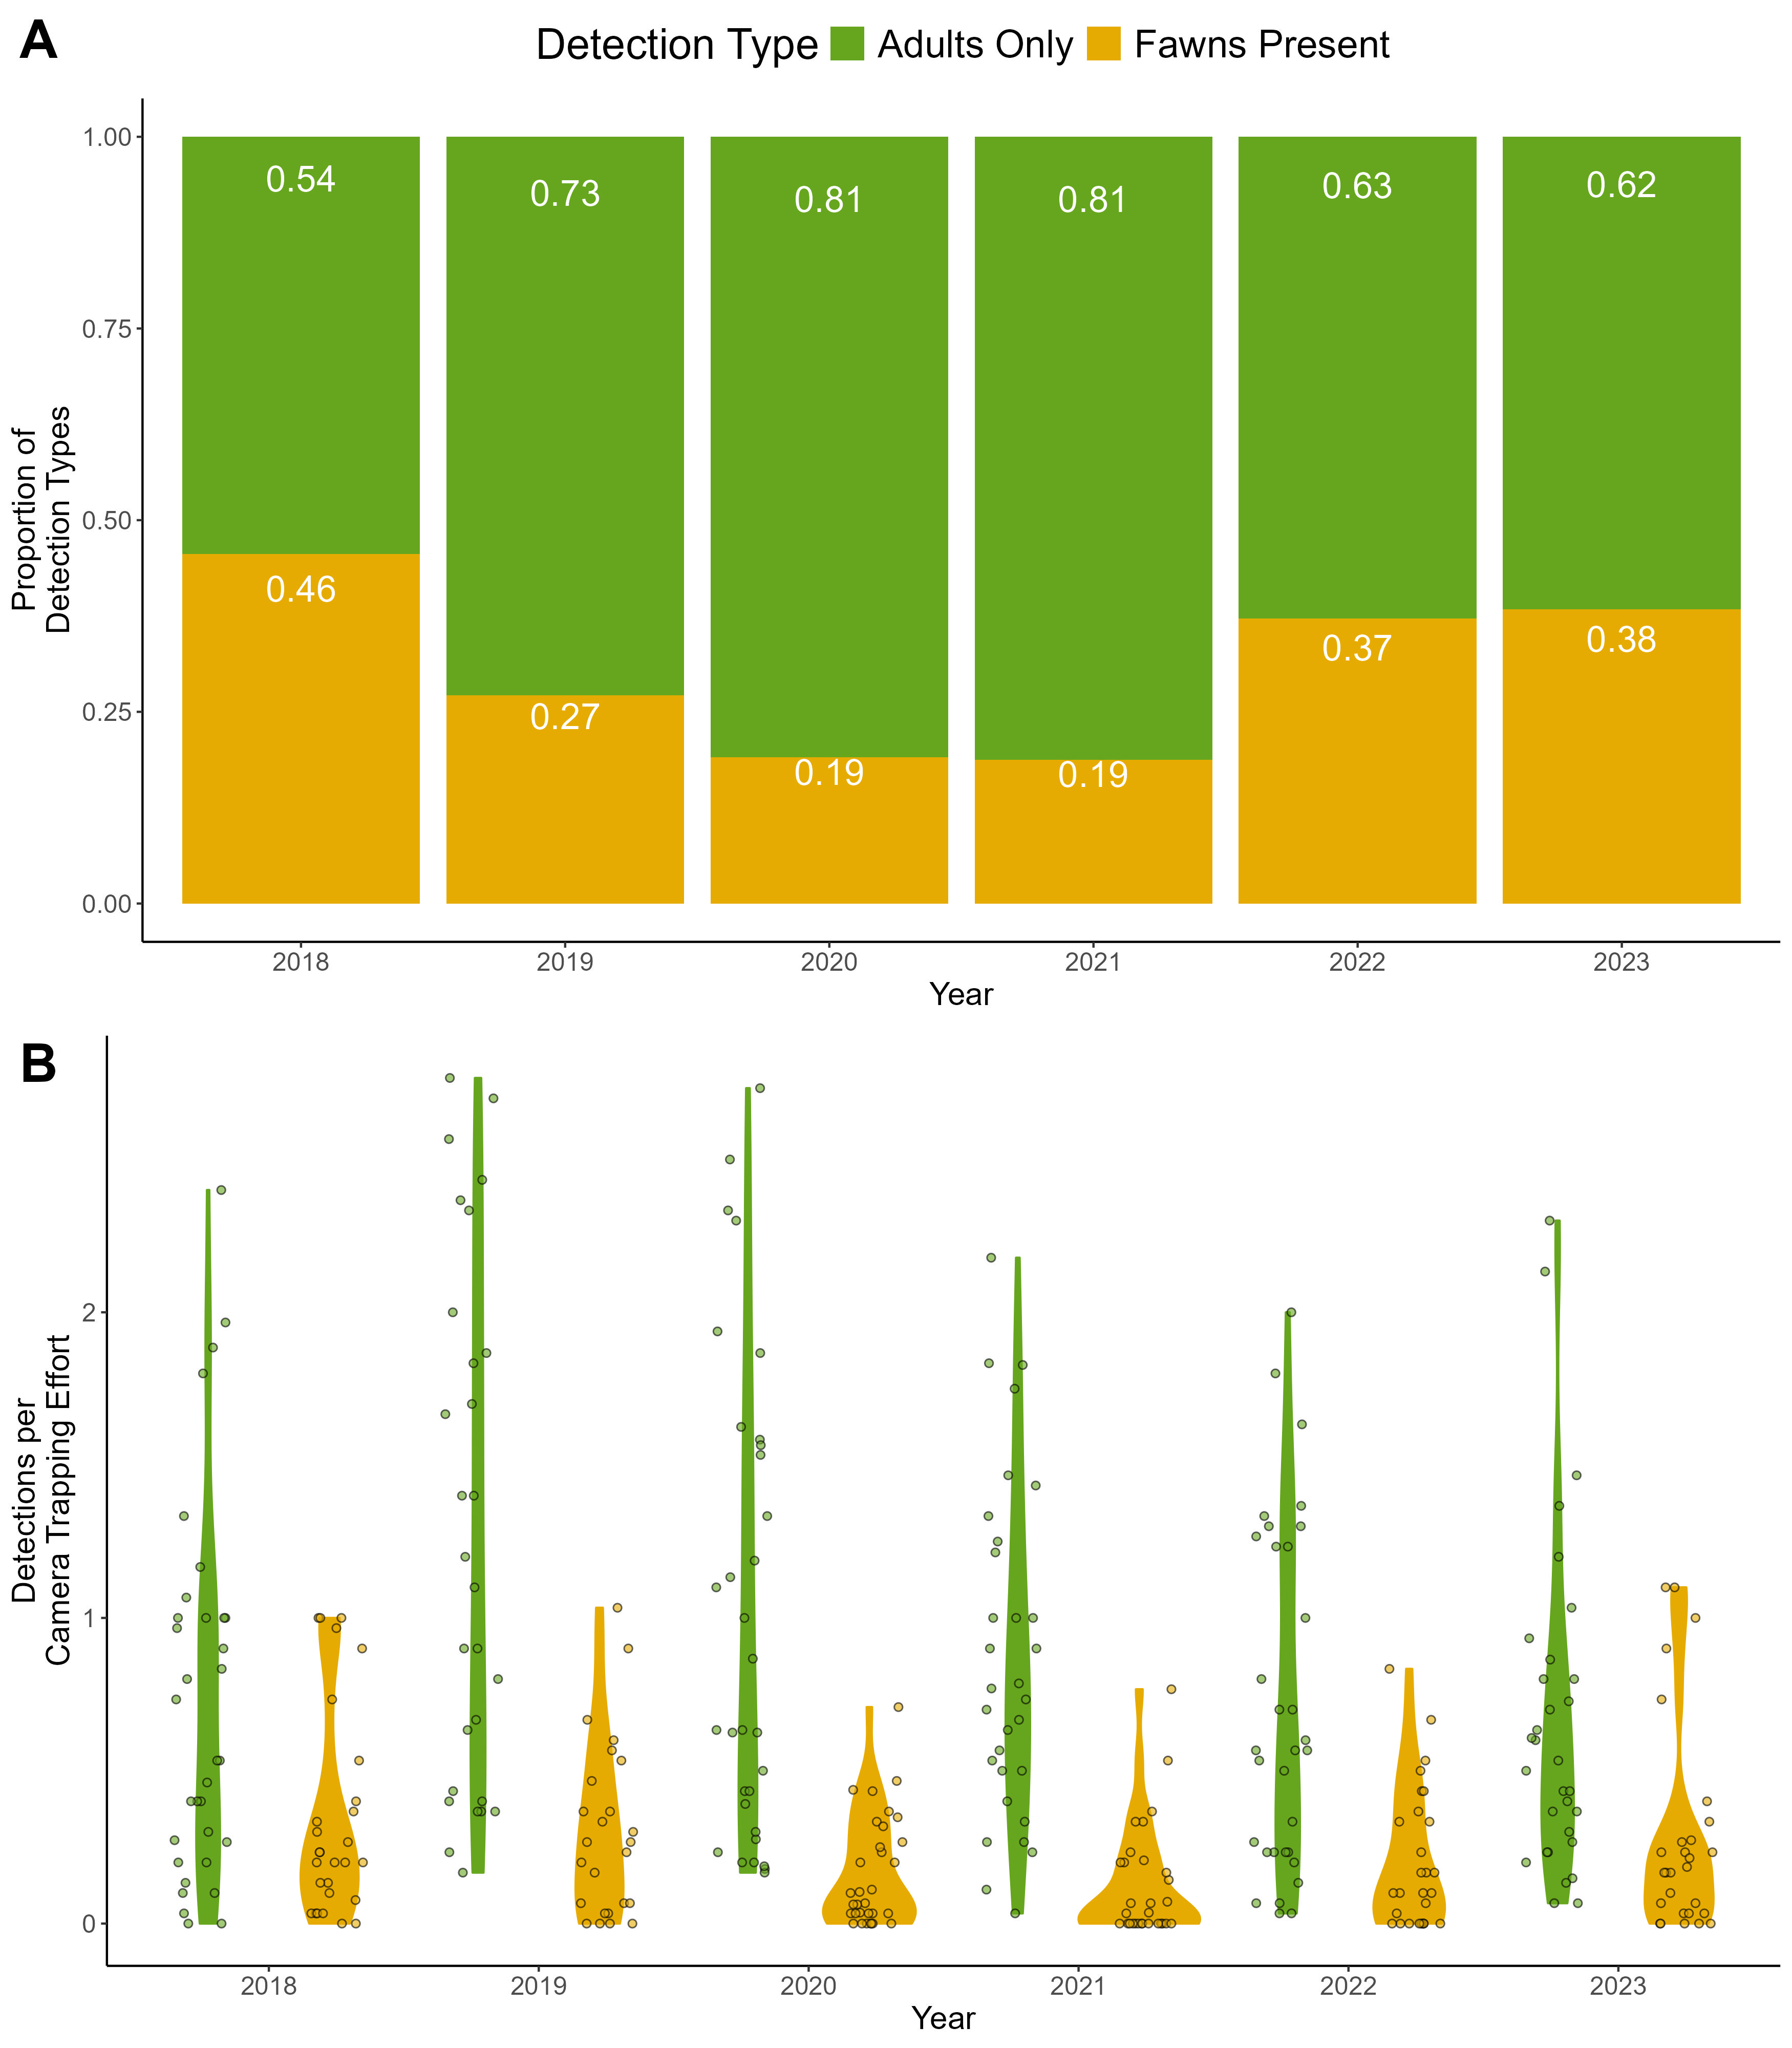 A
Detection Type Adults Only Fawns Present
Proportion of
Detection Types
1.00
0.75
0.50
0.25
0.00
0.54 0.73 0.81 0.81 0.63 0.62
0.46 0.27 0.19 0.19 0.37 0.38
2018 2019 2020 2021 2022 2023
Year
B
Detections per
Camera Trapping Effort
2
1
0
2018 2019 2020 2021 2022 2023
Year